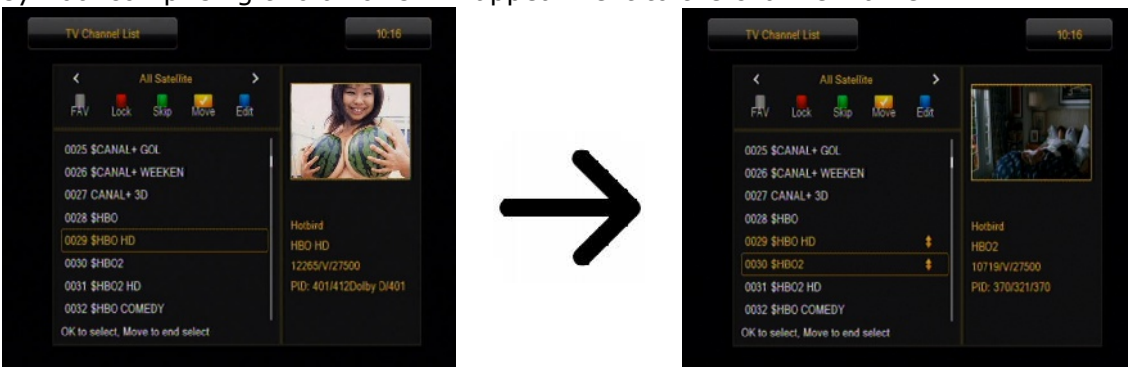 TV Channel List
10:16
All Satellite
FAV Lock Skip Move Edit
0025 $CANAL+ GOL
0026 $CANAL+ WEEKEN
0027 CANAL+ 3D
0028 $HBO
0029 $HBO HD
0030 $HBO2
0031 $HBO2 HD
0032 $HBO COMEDY
OK to select, Move to end select
Hotbird
HBO HD
12265/V/27500
PID: 401/412Dolby D/401
TV Channel List
10:16
All Satellite
FAV Lock Skip Move Edit
0025 $CANAL+ GOL
0026 $CANAL+ WEEKEN
0027 CANAL+ 3D
0028 $HBO
0029 $HBO HD
0030 $HBO2
0031 $HBO2 HD
0032 $HBO COMEDY
OK to select, Move to end select
Hotbird
HBO2
10719/V/27500
PID: 370/321/370